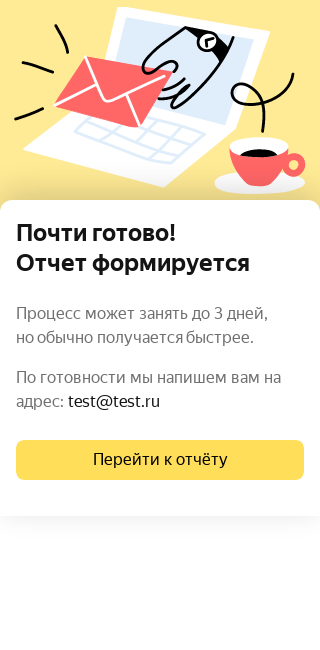 Почти готово!
Отчет формируется
Процесс может занять до 3 дней,
но обычно получается быстрее.
По готовности мы напишем вам на
адрес: test@test.ru
Перейти к отчёту